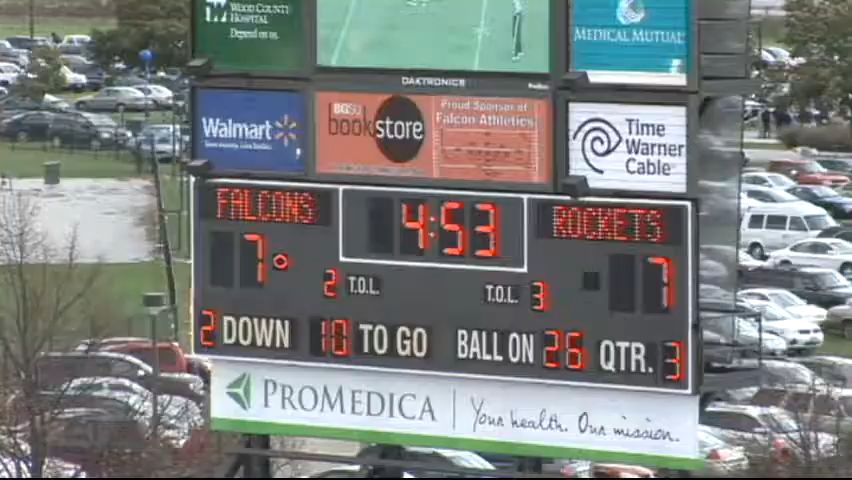 WOOD COUNTY
HOSPITAL
Depend on us.
MEDICAL MUTUAL
DAKTRONICS
Walmart
BGSU
bookstore
Proud Sponsor of
Falcon Athletics
Time
Warner
Cable
FALCONS 4:53 ROCKETS
7 7
2 T.O.L. T.O.L. 3
2 DOWN 10 TO GO BALL ON 26 QTR. 3
PROMEDICA Your health. Our mission.